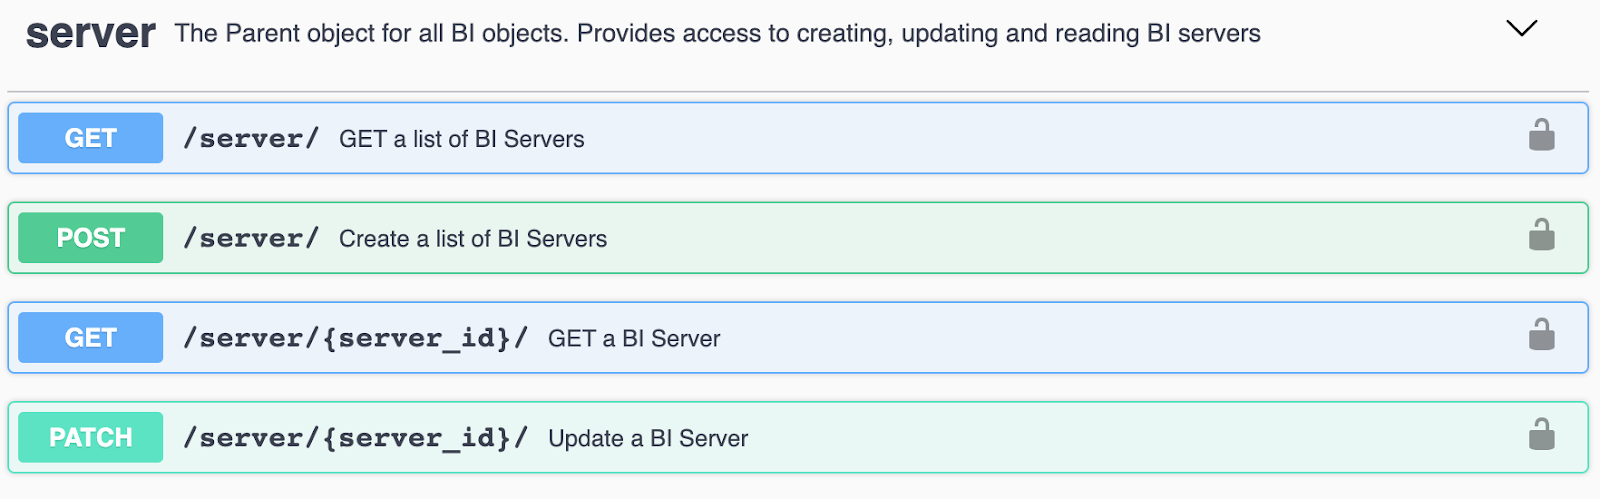 server The Parent object for all BI objects. Provides access to creating, updating and reading BI servers
GET /server/ GET a list of BI Servers
POST /server/ Create a list of BI Servers
GET /server/{server_id}/ GET a BI Server
PATCH /server/{server_id}/ Update a BI Server